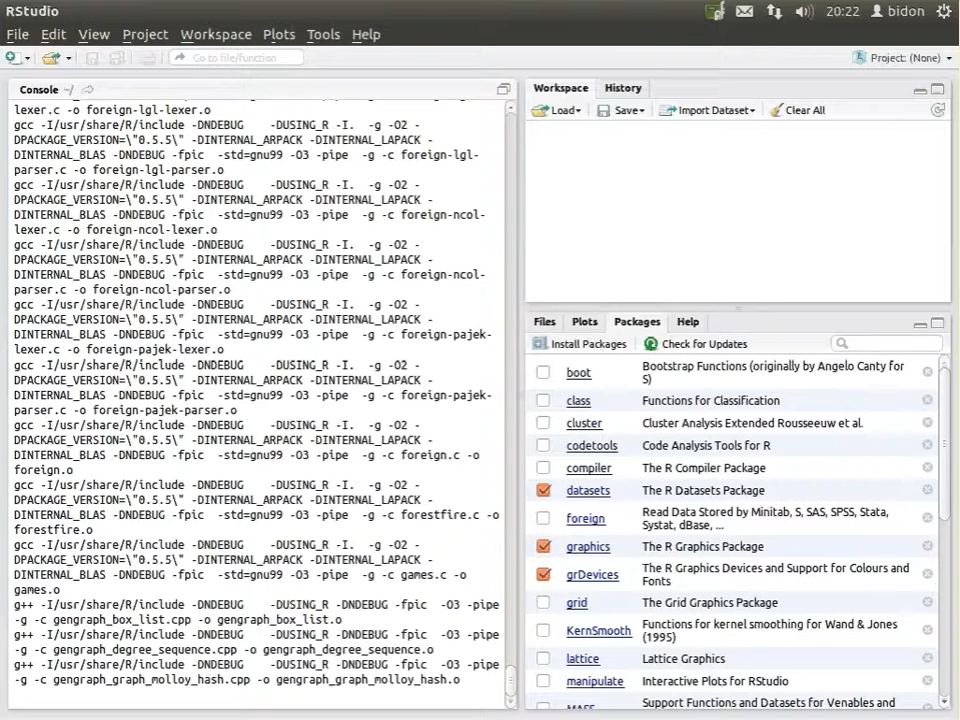 RStudio
20:22
bidon
File Edit View Project Workspace Plots Tools Help
Go to file/function
Project: (None)
Console ~/
lexer.c -o foreign-lgl-lexer.o
gcc -I/usr/share/R/include -DNDEBUG    -DUSING_R -I.  -g -O2 -
DPACKAGE_VERSION=\"0.5.5\" -DINTERNAL_ARPACK -DINTERNAL_LAPACK -
DINTERNAL_BLAS -DNDEBUG -fpic  -std=gnu99 -O3 -pipe  -g -c foreign-lgl-
parser.c -o foreign-lgl-parser.o
gcc -I/usr/share/R/include -DNDEBUG    -DUSING_R -I.  -g -O2 -
DPACKAGE_VERSION=\"0.5.5\" -DINTERNAL_ARPACK -DINTERNAL_LAPACK -
DINTERNAL_BLAS -DNDEBUG -fpic  -std=gnu99 -O3 -pipe  -g -c foreign-ncol-
lexer.c -o foreign-ncol-lexer.o
gcc -I/usr/share/R/include -DNDEBUG    -DUSING_R -I.  -g -O2 -
DPACKAGE_VERSION=\"0.5.5\" -DINTERNAL_ARPACK -DINTERNAL_LAPACK -
DINTERNAL_BLAS -DNDEBUG -fpic  -std=gnu99 -O3 -pipe  -g -c foreign-ncol-
parser.c -o foreign-ncol-parser.o
gcc -I/usr/share/R/include -DNDEBUG    -DUSING_R -I.  -g -O2 -
DPACKAGE_VERSION=\"0.5.5\" -DINTERNAL_ARPACK -DINTERNAL_LAPACK -
DINTERNAL_BLAS -DNDEBUG -fpic  -std=gnu99 -O3 -pipe  -g -c foreign-pajek-
lexer.c -o foreign-pajek-lexer.o
gcc -I/usr/share/R/include -DNDEBUG    -DUSING_R -I.  -g -O2 -
DPACKAGE_VERSION=\"0.5.5\" -DINTERNAL_ARPACK -DINTERNAL_LAPACK -
DINTERNAL_BLAS -DNDEBUG -fpic  -std=gnu99 -O3 -pipe  -g -c foreign-pajek-
parser.c -o foreign-pajek-parser.o
gcc -I/usr/share/R/include -DNDEBUG    -DUSING_R -I.  -g -O2 -
DPACKAGE_VERSION=\"0.5.5\" -DINTERNAL_ARPACK -DINTERNAL_LAPACK -
DINTERNAL_BLAS -DNDEBUG -fpic  -std=gnu99 -O3 -pipe  -g -c foreign.c -o
foreign.o
gcc -I/usr/share/R/include -DNDEBUG    -DUSING_R -I.  -g -O2 -
DPACKAGE_VERSION=\"0.5.5\" -DINTERNAL_ARPACK -DINTERNAL_LAPACK -
DINTERNAL_BLAS -DNDEBUG -fpic  -std=gnu99 -O3 -pipe  -g -c forestfire.c -o
forestfire.o
gcc -I/usr/share/R/include -DNDEBUG    -DUSING_R -I.  -g -O2 -
DPACKAGE_VERSION=\"0.5.5\" -DINTERNAL_ARPACK -DINTERNAL_LAPACK -
DINTERNAL_BLAS -DNDEBUG -fpic  -std=gnu99 -O3 -pipe  -g -c games.c -o
games.o
g++ -I/usr/share/R/include -DNDEBUG    -DUSING_R -DNDEBUG -fpic  -O3 -pipe
-g -c gengraph_box_list.cpp -o gengraph_box_list.o
g++ -I/usr/share/R/include -DNDEBUG    -DUSING_R -DNDEBUG -fpic  -O3 -pipe
-g -c gengraph_degree_sequence.cpp -o gengraph_degree_sequence.o
g++ -I/usr/share/R/include -DNDEBUG    -DUSING_R -DNDEBUG -fpic  -O3 -pipe
-g -c gengraph_graph_molloy_hash.cpp -o gengraph_graph_molloy_hash.o
Workspace History
Load Save Import Dataset Clear All
Files Plots Packages Help
Install Packages Check for Updates
boot Bootstrap Functions (originally by Angelo Canty for
S)
class Functions for Classification
cluster Cluster Analysis Extended Rousseeuw et al.
codetools Code Analysis Tools for R
compiler The R Compiler Package
datasets The R Datasets Package
foreign Read Data Stored by Minitab, S, SAS, SPSS, Stata,
Systat, dBase, ...
graphics The R Graphics Package
grDevices The R Graphics Devices and Support for Colours and
Fonts
grid The Grid Graphics Package
KernSmooth Functions for kernel smoothing for Wand & Jones
(1995)
lattice Lattice Graphics
manipulate Interactive Plots for RStudio
MASS Support Functions and Datasets for Venables and